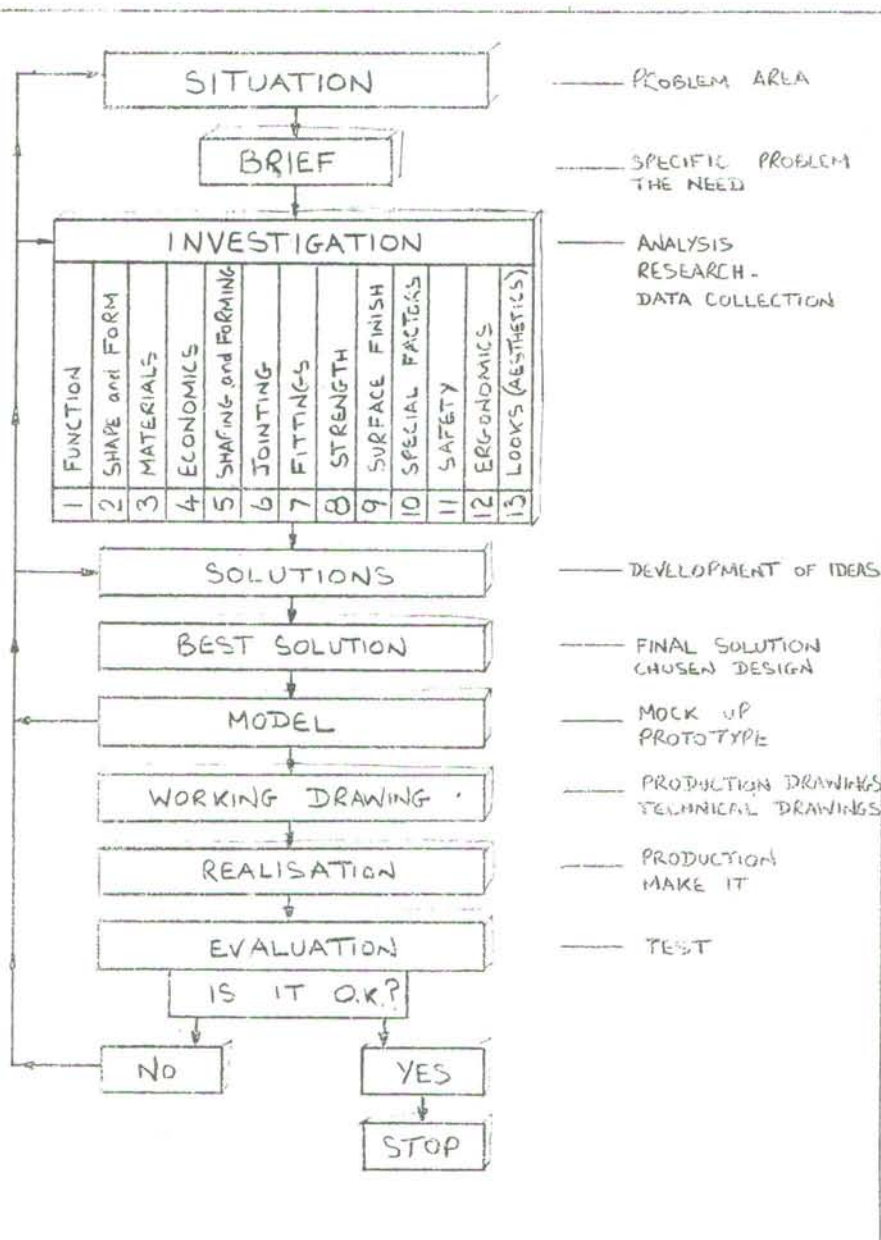 SITUATION
PROBLEM AREA
BRIEF
SPECIFIC PROBLEM
THE NEED
INVESTIGATION
ANALYSIS
RESEARCH -
DATA COLLECTION
1 FUNCTION
2 SHAPE and FORM
3 MATERIALS
4 ECONOMICS
5 SHAPING and FORMING
6 JOINTING
7 FITTINGS
8 STRENGTH
9 SURFACE FINISH
10 SPECIAL FACTORS
11 SAFETY
12 ERGONOMICS
13 LOOKS (AESTHETICS)
SOLUTIONS
DEVELOPMENT OF IDEAS
BEST SOLUTION
FINAL SOLUTION
CHOSEN DESIGN
MODEL
MOCK UP
PROTOTYPE
WORKING DRAWING .
PRODUCTION DRAWINGS
TECHNICAL DRAWINGS
REALISATION
PRODUCTION
MAKE IT
EVALUATION
TEST
IS IT O.K.?
NO
YES
STOP